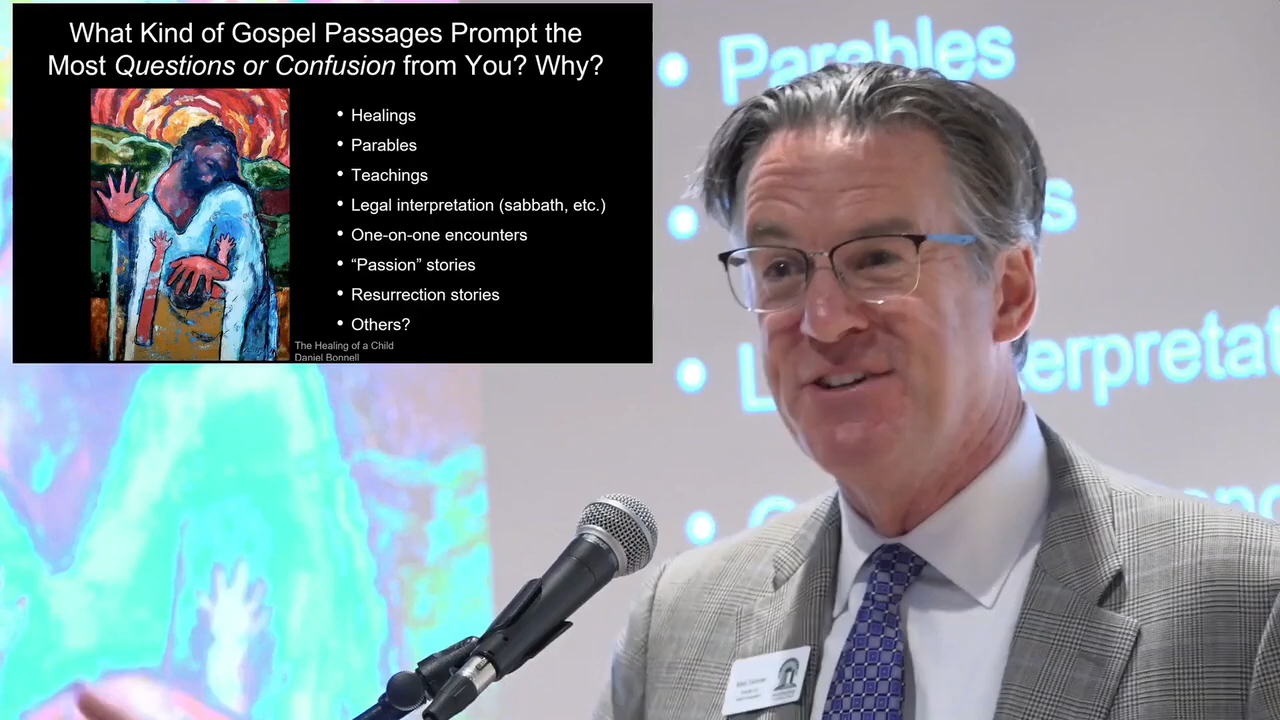 What Kind of Gospel Passages Prompt the
Most Questions or Confusion from You? Why?
• Healings
• Parables
• Teachings
• Legal interpretation (sabbath, etc.)
• One-on-one encounters
• “Passion” stories
• Resurrection stories
• Others?
The Healing of a Child
Daniel Bonnell
• Parables